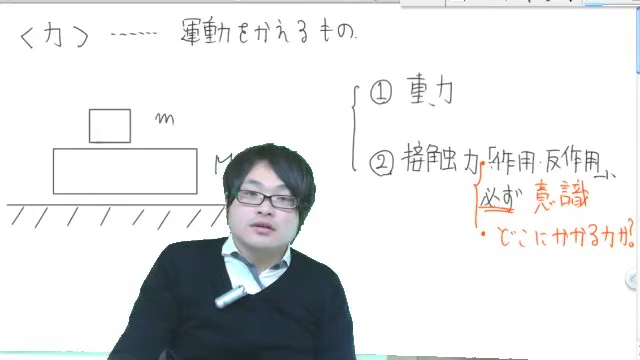 〈力〉 …… 運動をかえるもの.
① 重力
m
② 接触力
・「作用・反作用」、
必ず 意識
M
・どこにかかる力か?